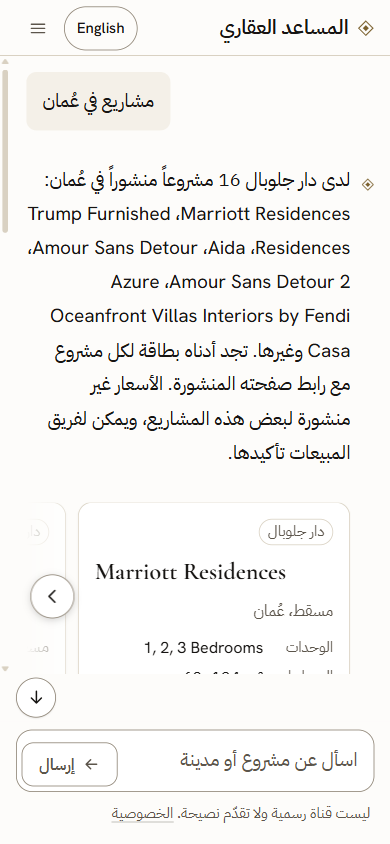 المساعد العقاري
English
مشاريع في عُمان
لدى دار جلوبال 16 مشروعاً منشوراً في عُمان:
Trump Furnished ،Marriott Residences
،Amour Sans Detour ،Aida ،Residences
Azure ،Amour Sans Detour 2
Oceanfront Villas Interiors by Fendi
Casa وغيرها. تجد أدناه بطاقة لكل مشروع
مع رابط صفحته المنشورة. الأسعار غير
منشورة لبعض هذه المشاريع، ويمكن لفريق
المبيعات تأكيدها.
دار جلوبال
Marriott Residences
مسقط، عُمان
الوحدات 1, 2, 3 Bedrooms
اسأل عن مشروع أو مدينة
إرسال
ليست قناة رسمية ولا تقدّم نصيحة. الخصوصية